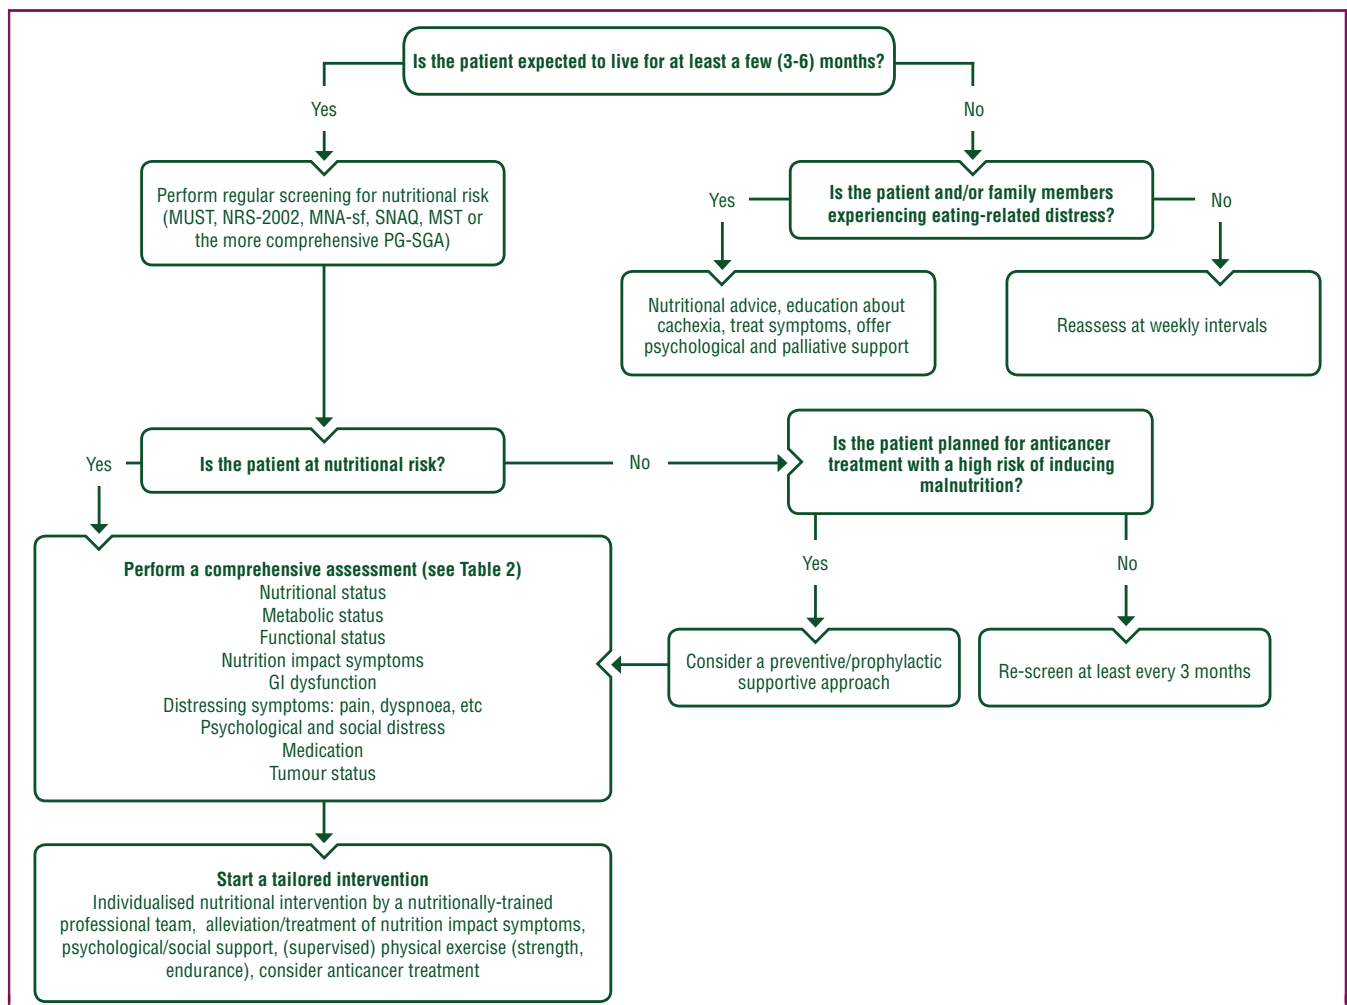 Is the patient expected to live for at least a few (3-6) months?
Yes
No
Perform regular screening for nutritional risk
(MUST, NRS-2002, MNA-sf, SNAQ, MST or
the more comprehensive PG-SGA)
Is the patient and/or family members
experiencing eating-related distress?
Yes
No
Nutritional advice, education about
cachexia, treat symptoms, offer
psychological and palliative support
Reassess at weekly intervals
Is the patient at nutritional risk?
Yes
No
Is the patient planned for anticancer
treatment with a high risk of inducing
malnutrition?
Yes
No
Perform a comprehensive assessment (see Table 2)
Nutritional status
Metabolic status
Functional status
Nutrition impact symptoms
GI dysfunction
Distressing symptoms: pain, dyspnoea, etc
Psychological and social distress
Medication
Tumour status
Consider a preventive/prophylactic
supportive approach
Re-screen at least every 3 months
Start a tailored intervention
Individualised nutritional intervention by a nutritionally-trained
professional team, alleviation/treatment of nutrition impact symptoms,
psychological/social support, (supervised) physical exercise (strength,
endurance), consider anticancer treatment